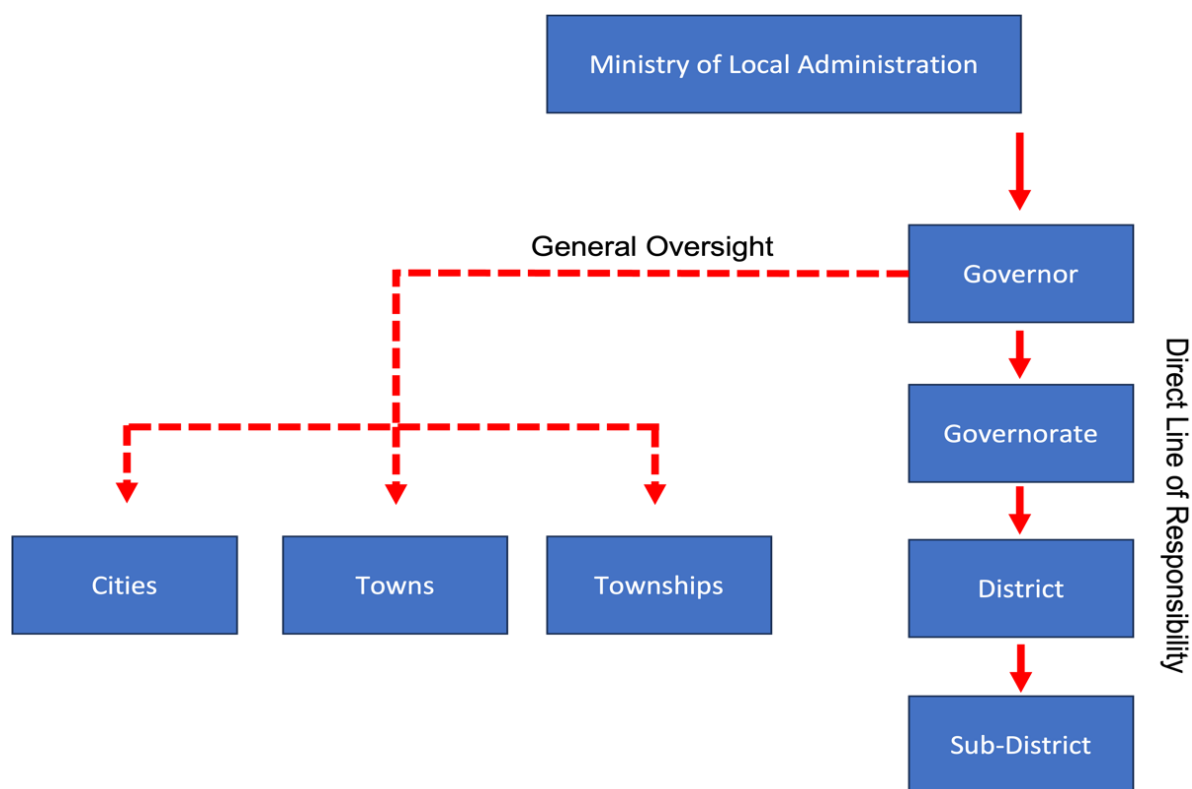 Ministry of Local Administration
General Oversight
Governor
Governorate
Direct Line of Responsibility
Cities
Towns
Townships
District
Sub-District